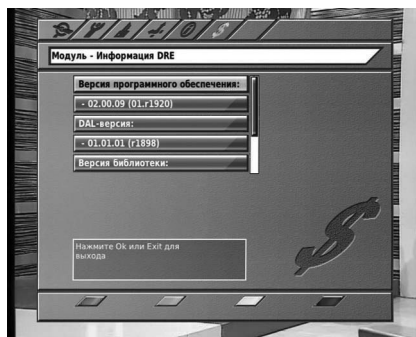 Модуль - Информация DRE
Версия программного обеспечения:
- 02.00.09 (01.r1920)
DAL-версия:
- 01.01.01 (r1898)
Версия библиотеки:
Нажмите Ok или Exit для
выхода